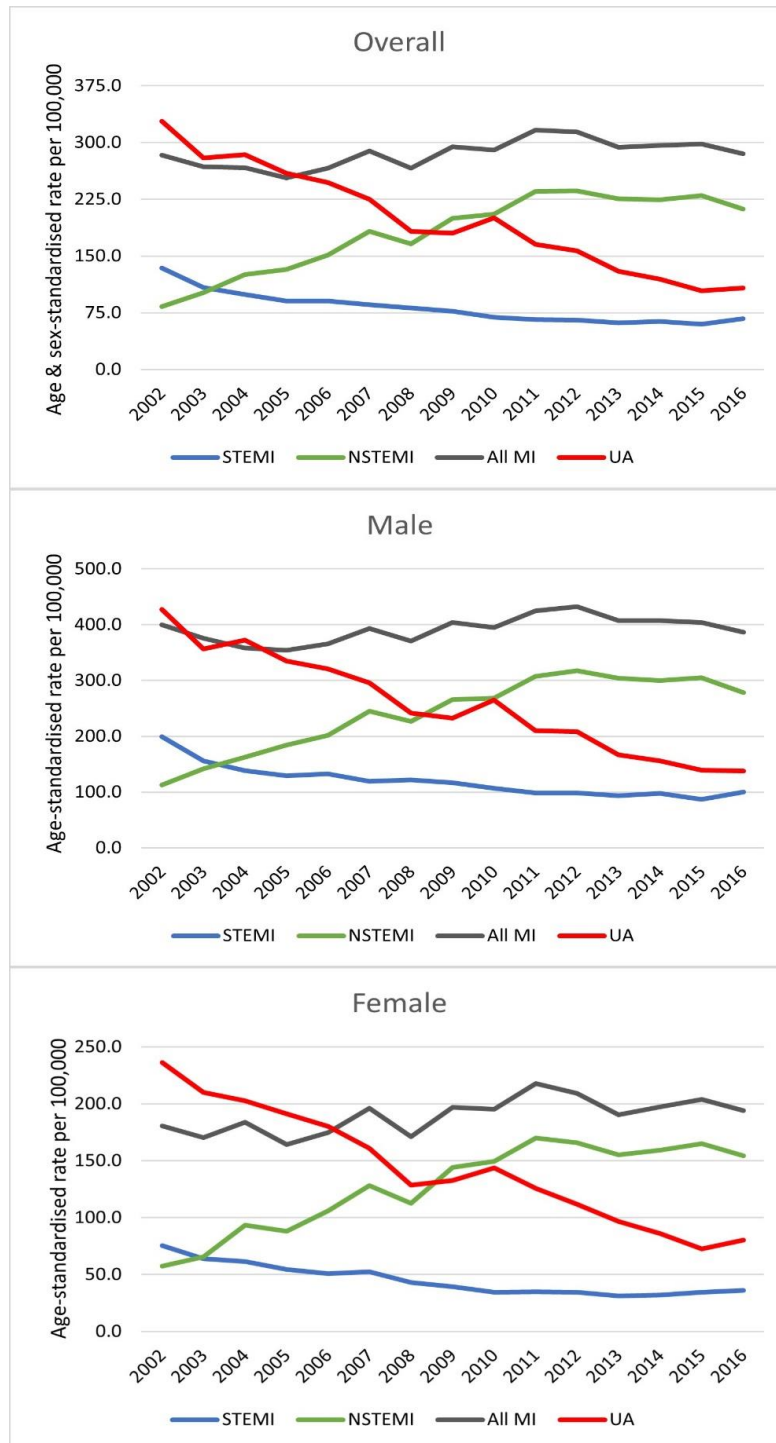 Overall
Age & sex-standardised rate per 100,000
375.0
300.0
225.0
150.0
75.0
0.0
2002 2003 2004 2005 2006 2007 2008 2009 2010 2011 2012 2013 2014 2015 2016
STEMI NSTEMI All MI UA
Male
Age-standardised rate per 100,000
500.0
400.0
300.0
200.0
100.0
0.0
2002 2003 2004 2005 2006 2007 2008 2009 2010 2011 2012 2013 2014 2015 2016
STEMI NSTEMI All MI UA
Female
Age-standardised rate per 100,000
250.0
200.0
150.0
100.0
50.0
0.0
2002 2003 2004 2005 2006 2007 2008 2009 2010 2011 2012 2013 2014 2015 2016
STEMI NSTEMI All MI UA